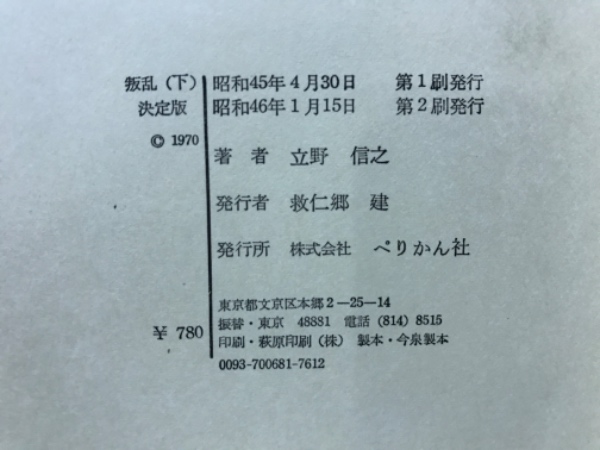 叛乱（下） 昭和45年4月30日 第1刷発行
決定版 昭和46年1月15日 第2刷発行
© 1970
著者 立野 信之
発行者 救仁郷 建
発行所 株式会社 ぺりかん社
東京都文京区本郷2—25—14
¥ 780 振替・東京 48881 電話 (814) 8515
印刷・萩原印刷（株） 製本・今泉製本
0093-700681-7612